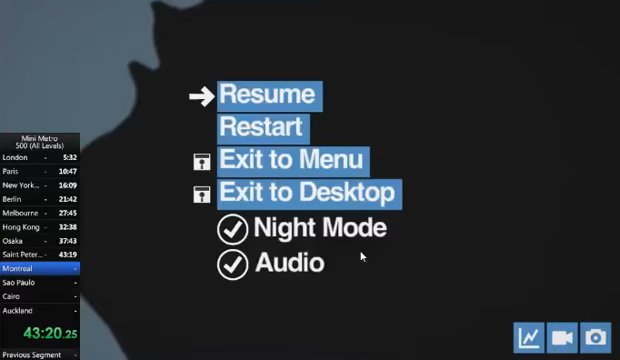 Resume
Restart
Exit to Menu
Exit to Desktop
Night Mode
Audio
Mini Metro
500 (All Levels)
London - 5:32
Paris - 10:47
New York... - 16:09
Berlin - 21:42
Melbourne - 27:45
Hong Kong - 32:38
Osaka - 37:43
Saint Peter... - 43:19
Montreal -
Sao Paulo -
Cairo -
Auckland -
43:20.25
Previous Segment -